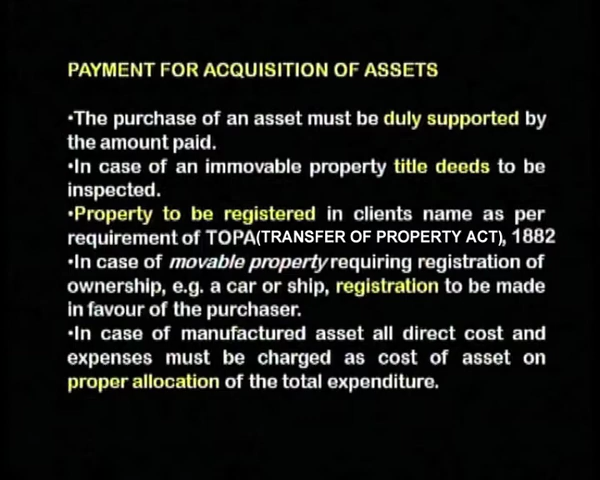 PAYMENT FOR ACQUISITION OF ASSETS
•The purchase of an asset must be duly supported by
the amount paid.
•In case of an immovable property title deeds to be
inspected.
•Property to be registered in clients name as per
requirement of TOPA(TRANSFER OF PROPERTY ACT), 1882
•In case of movable property requiring registration of
ownership, e.g. a car or ship, registration to be made
in favour of the purchaser.
•In case of manufactured asset all direct cost and
expenses must be charged as cost of asset on
proper allocation of the total expenditure.